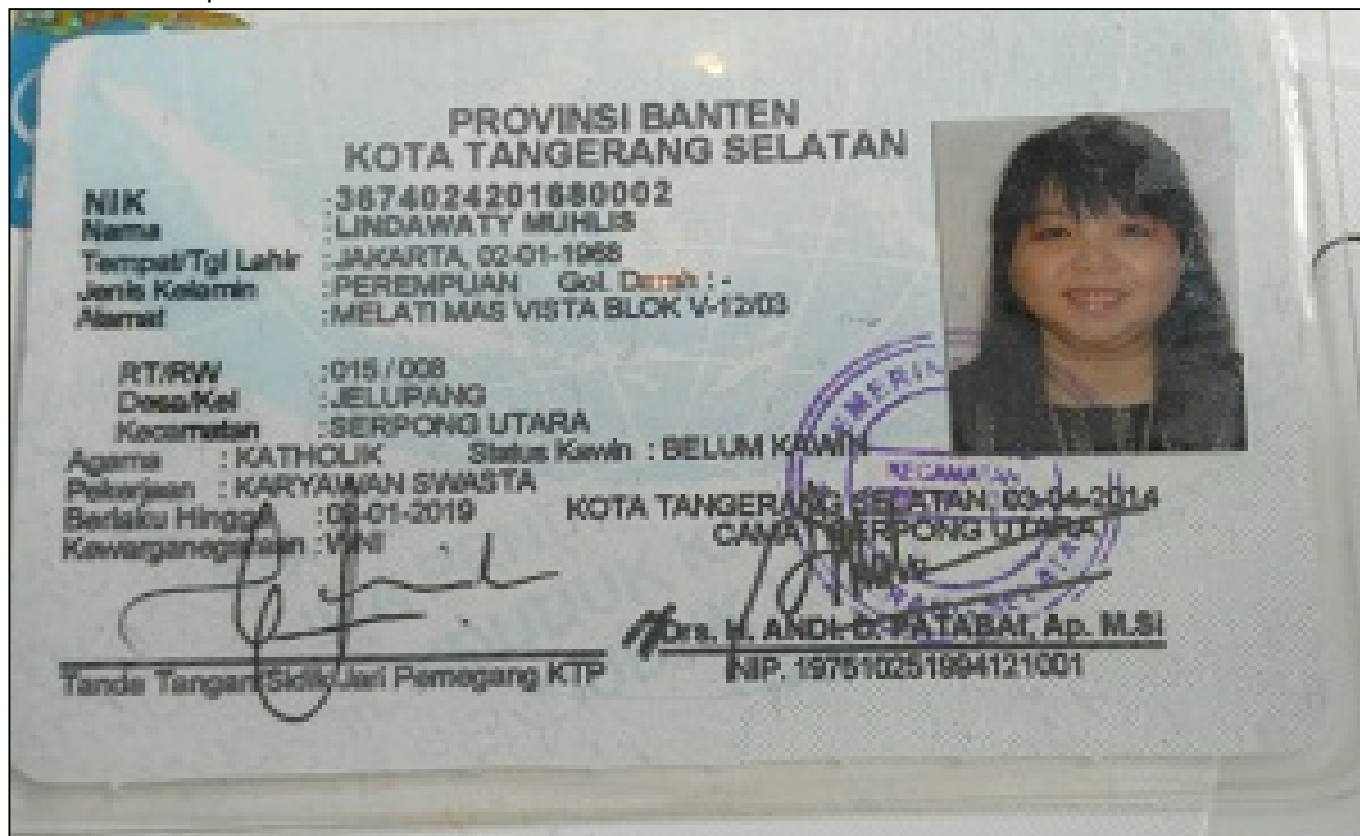 PROVINSI BANTEN
KOTA TANGERANG SELATAN
NIK :3674024201680002
Nama :LINDAWATY MUHLIS
Tempat/Tgl Lahir :JAKARTA, 02-01-1968
Jenis Kelamin :PEREMPUAN Gol. Darah : -
Alamat :MELATI MAS VISTA BLOK V-12/03
RT/RW :015 / 008
Desa/Kel :JELUPANG
Kecamatan :SERPONG UTARA
Agama : KATHOLIK Status Kawin : BELUM KAWIN
Pekerjaan : KARYAWAN SWASTA
Berlaku Hingga :02-01-2019
Kewarganegaraan :WNI
KOTA TANGERANG SELATAN, 03-04-2014
CAMAT SERPONG UTARA
KECAMATAN
Drs. H. ANDI. D. PATABAI, Ap. M.Si
NIP. 197510251994121001
Tanda Tangan/Sidik Jari Pemegang KTP